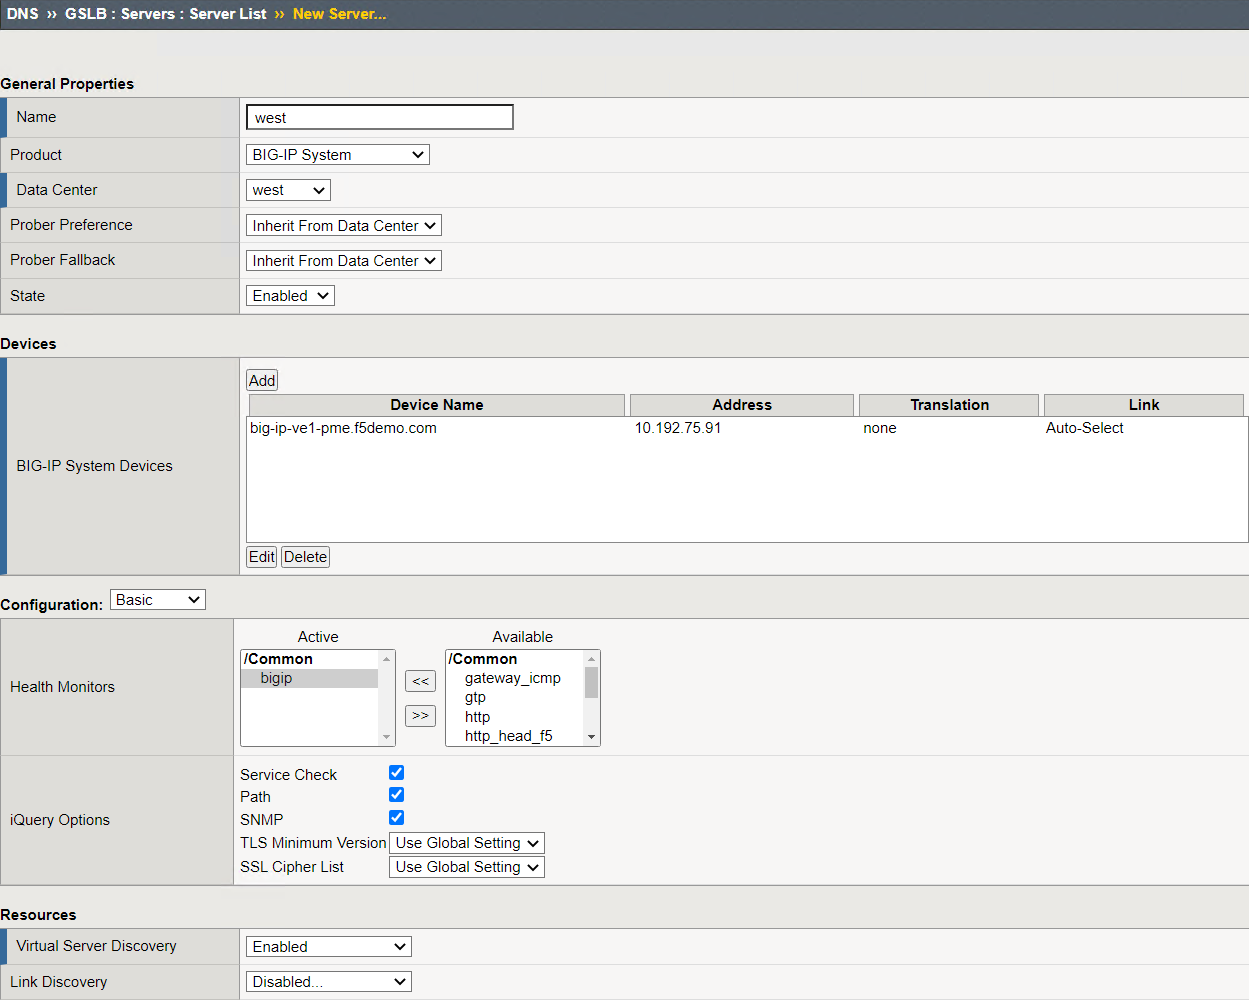 DNS ›› GSLB : Servers : Server List ›› New Server...
General Properties
Name west
Product BIG-IP System
Data Center west
Prober Preference Inherit From Data Center
Prober Fallback Inherit From Data Center
State Enabled
Devices
Add
Device Name Address Translation Link
big-ip-ve1-pme.f5demo.com 10.192.75.91 none Auto-Select
BIG-IP System Devices
Edit Delete
Configuration: Basic
Active Available
/Common /Common
bigip gateway_icmp
<< gtp
Health Monitors
>> http
http_head_f5
Service Check
Path
SNMP
iQuery Options
TLS Minimum Version Use Global Setting
SSL Cipher List Use Global Setting
Resources
Virtual Server Discovery Enabled
Link Discovery Disabled...